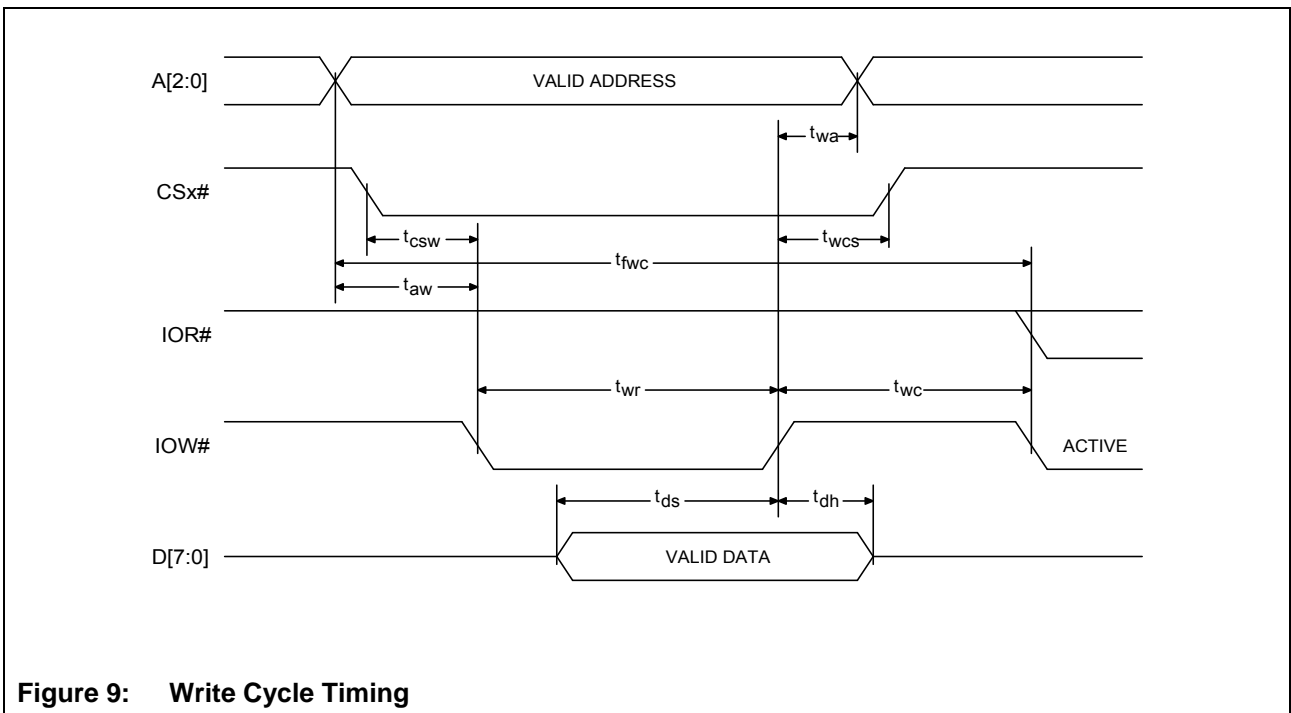 A[2:0]
VALID ADDRESS
twa
CSx#
tcsw
twcs
tfwc
taw
IOR#
twr
twc
IOW#
ACTIVE
tds
tdh
D[7:0]
VALID DATA
Figure 9: Write Cycle Timing